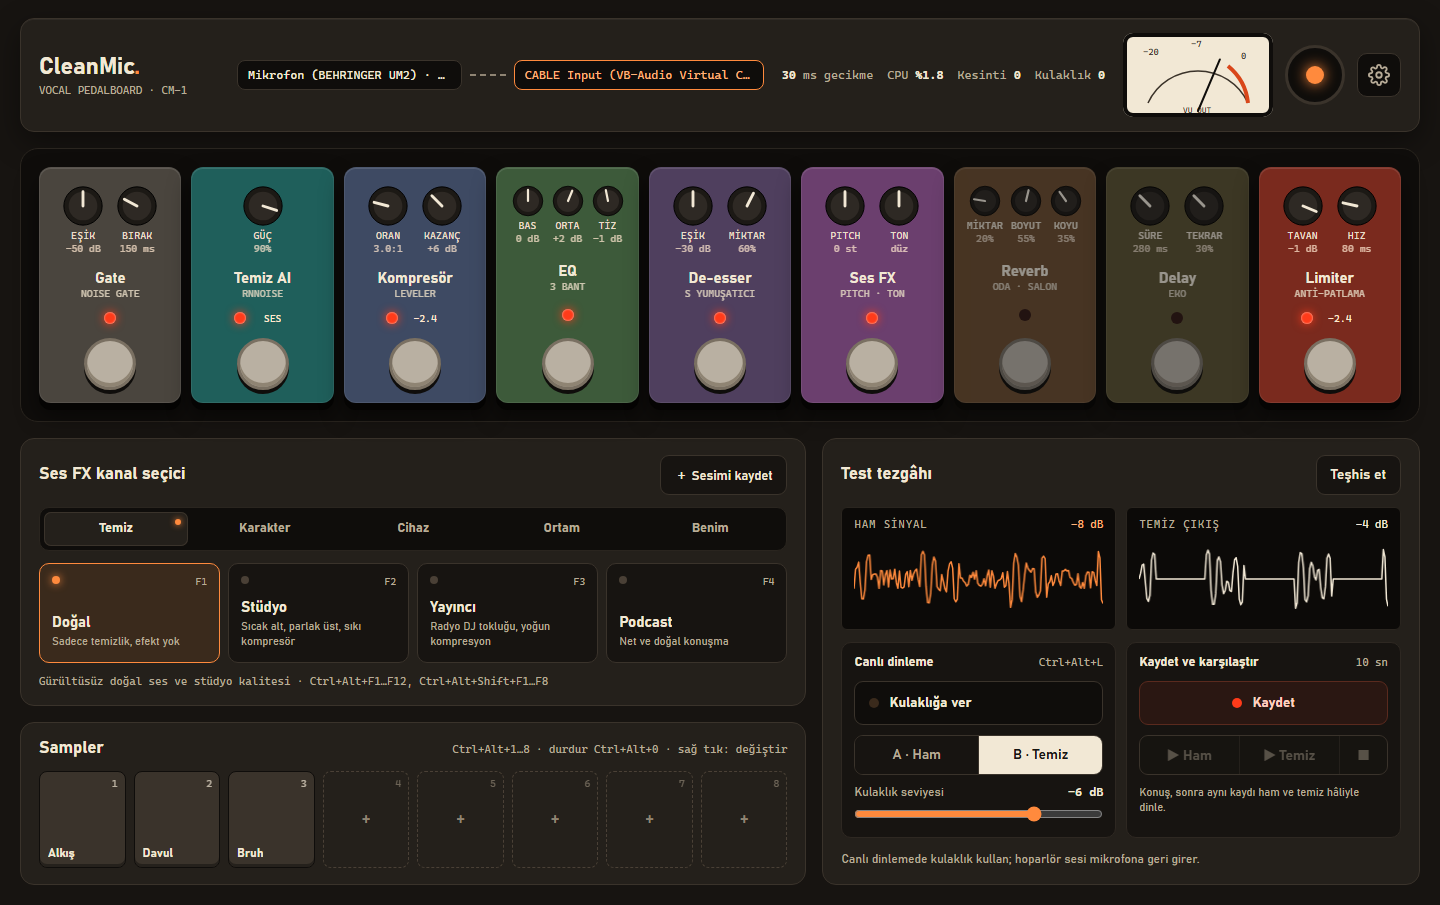 CleanMic.
VOCAL PEDALBOARD · CM-1
Mikrofon (BEHRINGER UM2) · …
CABLE Input (VB-Audio Virtual C…
30 ms gecikme CPU %1.8 Kesinti 0 Kulaklık 0
-20 -7 0
VU OUT
EŞİK BIRAK
-50 dB 150 ms
Gate
NOISE GATE
GÜÇ
90%
Temiz AI
RNNOISE
SES
ORAN KAZANÇ
3.0:1 +6 dB
Kompresör
LEVELER
-2.4
BAS ORTA TİZ
0 dB +2 dB -1 dB
EQ
3 BANT
EŞİK MİKTAR
-30 dB 60%
De-esser
S YUMUŞATICI
PITCH TON
0 st düz
Ses FX
PITCH · TON
MİKTAR BOYUT KOYU
20% 55% 35%
Reverb
ODA · SALON
SÜRE TEKRAR
280 ms 30%
Delay
EKO
TAVAN HIZ
-1 dB 80 ms
Limiter
ANTİ-PATLAMA
-2.4
Ses FX kanal seçici
+ Sesimi kaydet
Temiz Karakter Cihaz Ortam Benim
F1
Doğal
Sadece temizlik, efekt yok
F2
Stüdyo
Sıcak alt, parlak üst, sıkı
kompresör
F3
Yayıncı
Radyo DJ tokluğu, yoğun
kompresyon
F4
Podcast
Net ve doğal konuşma
Gürültüsüz doğal ses ve stüdyo kalitesi · Ctrl+Alt+F1…F12, Ctrl+Alt+Shift+F1…F8
Sampler
Ctrl+Alt+1…8 · durdur Ctrl+Alt+0 · sağ tık: değiştir
1 2 3 4 5 6 7 8
+ + + + +
Alkış Davul Bruh
Test tezgâhı
Teşhis et
HAM SİNYAL -8 dB
TEMİZ ÇIKIŞ -4 dB
Canlı dinleme Ctrl+Alt+L
Kulaklığa ver
A · Ham B · Temiz
Kulaklık seviyesi -6 dB
Kaydet ve karşılaştır 10 sn
Kaydet
Ham Temiz
Konuş, sonra aynı kaydı ham ve temiz hâliyle
dinle.
Canlı dinlemede kulaklık kullan; hoparlör sesi mikrofona geri girer.